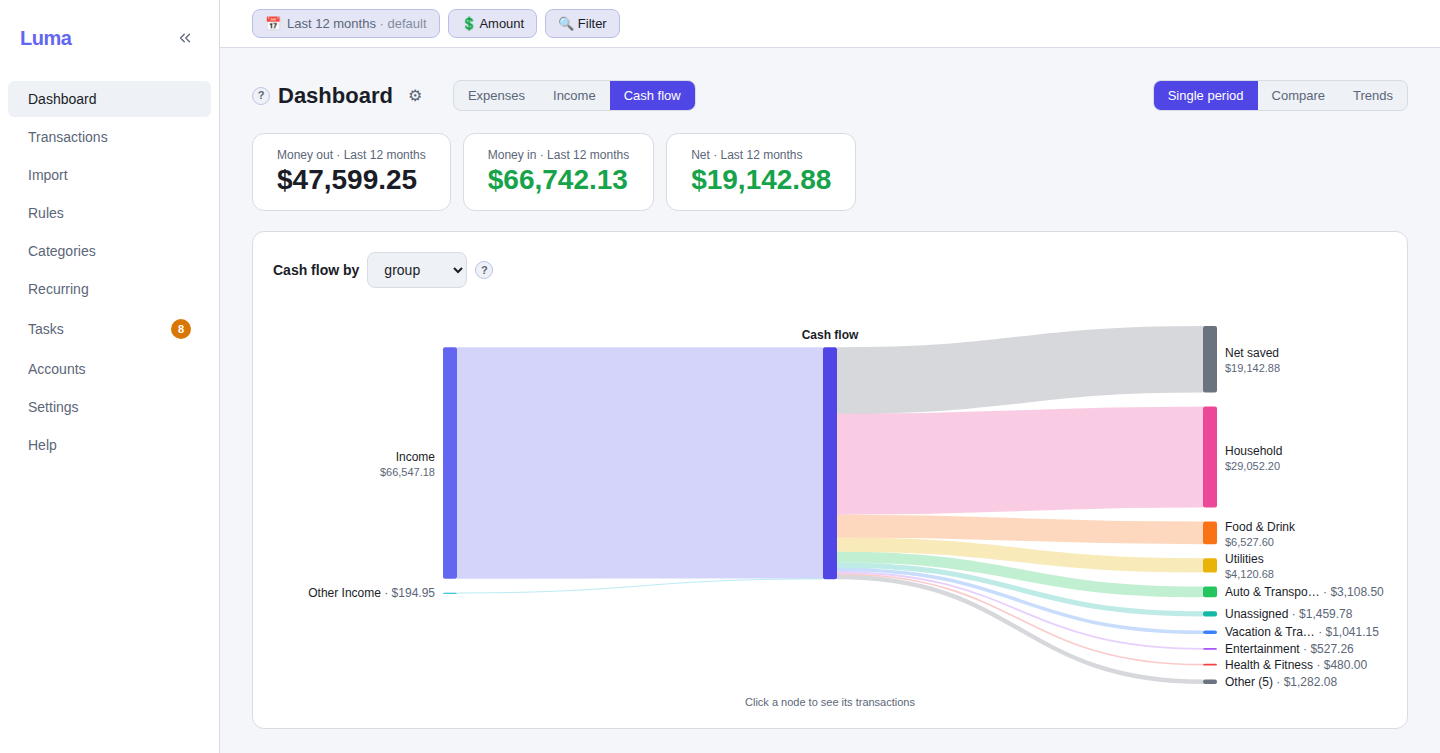 Luma
Dashboard
Transactions
Import
Rules
Categories
Recurring
Tasks 8
Accounts
Settings
Help
📅 Last 12 months · default
💲 Amount
🔍 Filter
? Dashboard ⚙
Expenses Income Cash flow
Single period Compare Trends
Money out · Last 12 months
$47,599.25
Money in · Last 12 months
$66,742.13
Net · Last 12 months
$19,142.88
Cash flow by group ?
Cash flow
Income
$66,547.18
Other Income · $194.95
Net saved
$19,142.88
Household
$29,052.20
Food & Drink
$6,527.60
Utilities
$4,120.68
Auto & Transpo… · $3,108.50
Unassigned · $1,459.78
Vacation & Tra… · $1,041.15
Entertainment · $527.26
Health & Fitness · $480.00
Other (5) · $1,282.08
Click a node to see its transactions